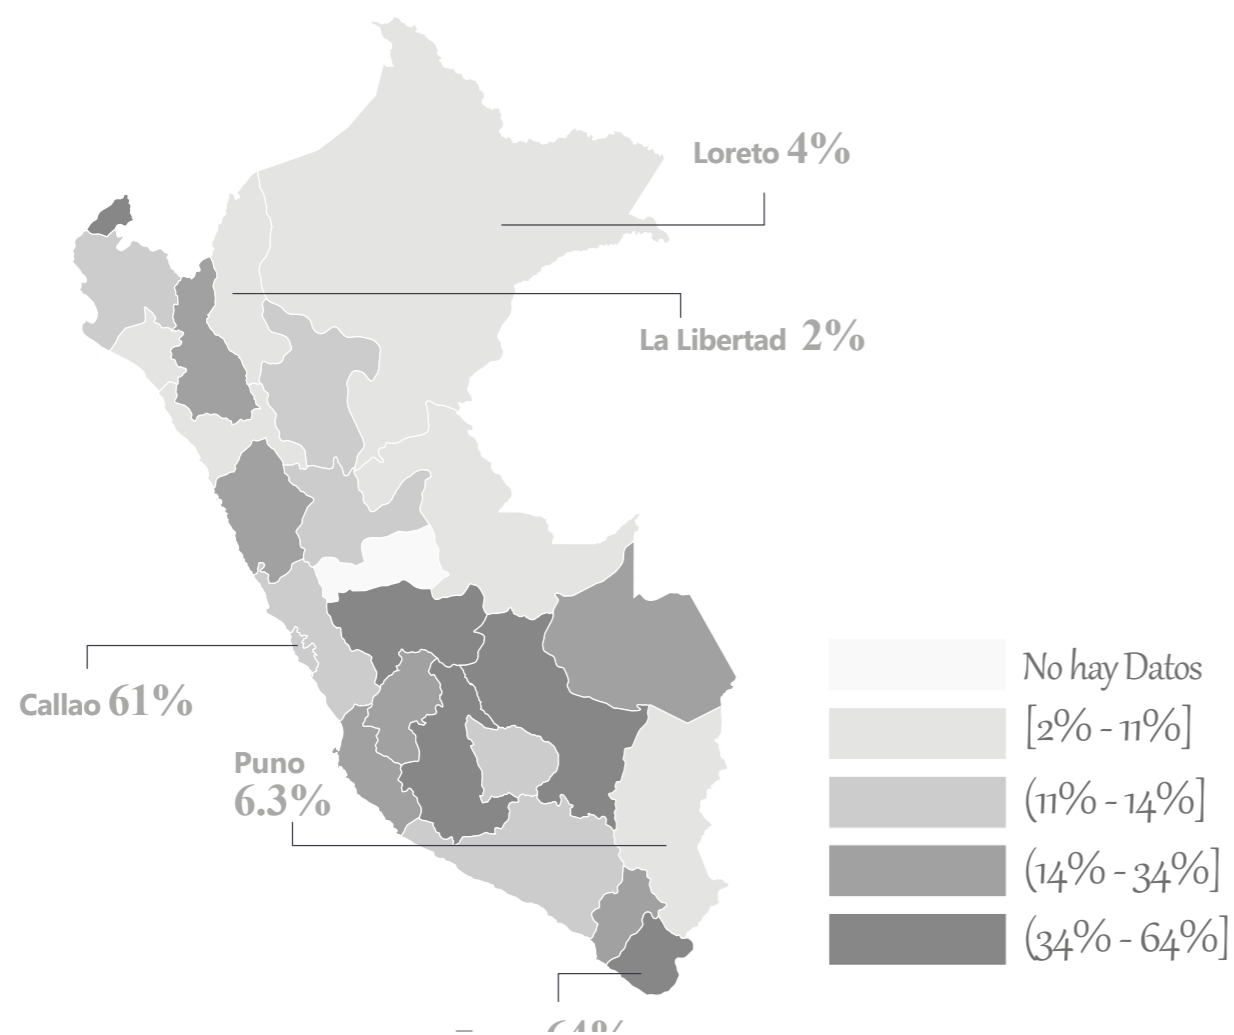 Loreto 4%
La Libertad 2%
Callao 61%
Puno
6.3%
No hay Datos
[2% - 11%]
(11% - 14%]
(14% - 34%]
(34% - 64%]
64%